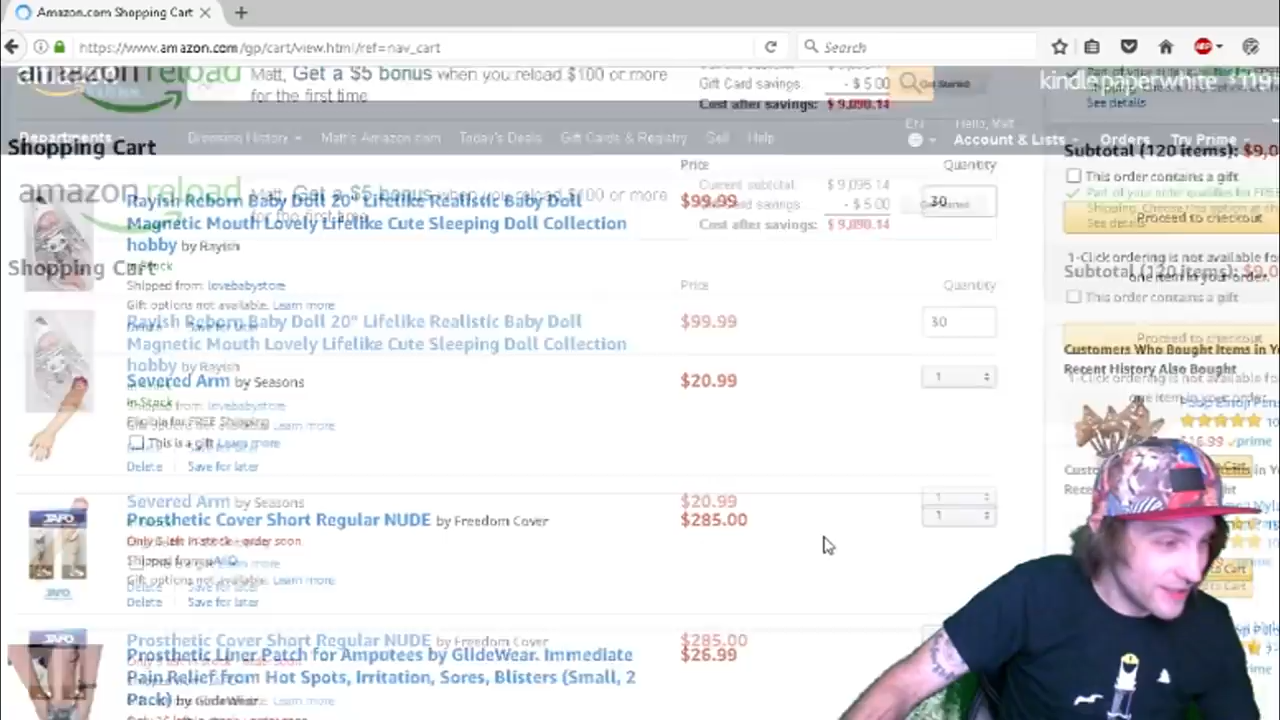 Amazon.com Shopping Cart
https://www.amazon.com/gp/cart/view.html/ref=nav_cart
Search
amazon reload
Matt, Get a $5 bonus when you reload $100 or more
for the first time
Gift Card savings: - $ 5.00
Cost after savings: $ 9,090.14
Get Started
kindle paperwhite
See details
Departments
Browsing History
Matt's Amazon.com
Today's Deals
Gift Cards & Registry
Sell
Help
EN
Hello, Matt
Account & Lists
Orders
Try Prime
Shopping Cart
Price
Quantity
Subtotal (120 items): $9,0
This order contains a gift
amazon reload
Matt, Get a $5 bonus when you reload $100 or more
Current subtotal: $ 9,095.14
- $ 5.00
Cost after savings: $ 9,090.14
Part of your order qualifies for FREE
Shipping. Choose this option at
See details
Proceed to checkout
Rayish Reborn Baby Doll 20" Lifelike Realistic Baby Doll
Magnetic Mouth Lovely Lifelike Cute Sleeping Doll Collection
hobby by Rayish
$99.99
30
In Stock
Shipped from: lovebabystore
Gift options not available. Learn more
Shopping Cart
Price
Quantity
1-Click ordering is not available for
one item in your order.
Subtotal (120 items): $9,0
This order contains a gift
Rayish Reborn Baby Doll 20" Lifelike Realistic Baby Doll
Magnetic Mouth Lovely Lifelike Cute Sleeping Doll Collection
hobby by Rayish
$99.99
30
Proceed to checkout
Customers Who Bought Items in Yo
Recent History Also Bought
Severed Arm by Seasons
$20.99
1
In Stock
Shipped from: lovebabystore
Eligible for FREE Shipping
Gift options not available. Learn more
This is a gift Learn more
Delete
Save for later
Severed Arm by Seasons
$20.99
1
Prosthetic Cover Short Regular NUDE by Freedom Cover
$285.00
1
Only 5 left in stock - order soon.
Gift options not available. Learn more
Delete
Save for later
Prosthetic Cover Short Regular NUDE by Freedom Cover
$285.00
Prosthetic Liner Patch for Amputees by GlideWear. Immediate
Pain Relief from Hot Spots, Irritation, Sores, Blisters (Small, 2
Pack) by GlideWear
$26.99